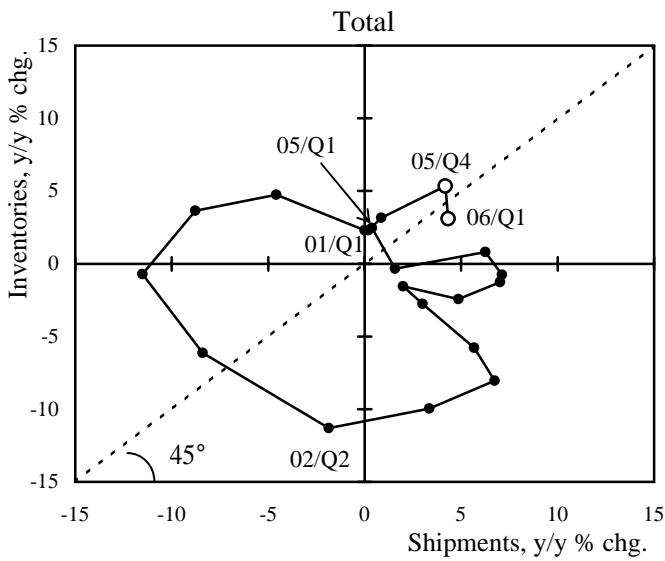 Total
Inventories, y/y % chg.
15
10
5
0
-5
-10
-15
05/Q1
05/Q4
06/Q1
01/Q1
02/Q2
45°
-15
-10
-5
0
5
10
15
Shipments, y/y % chg.